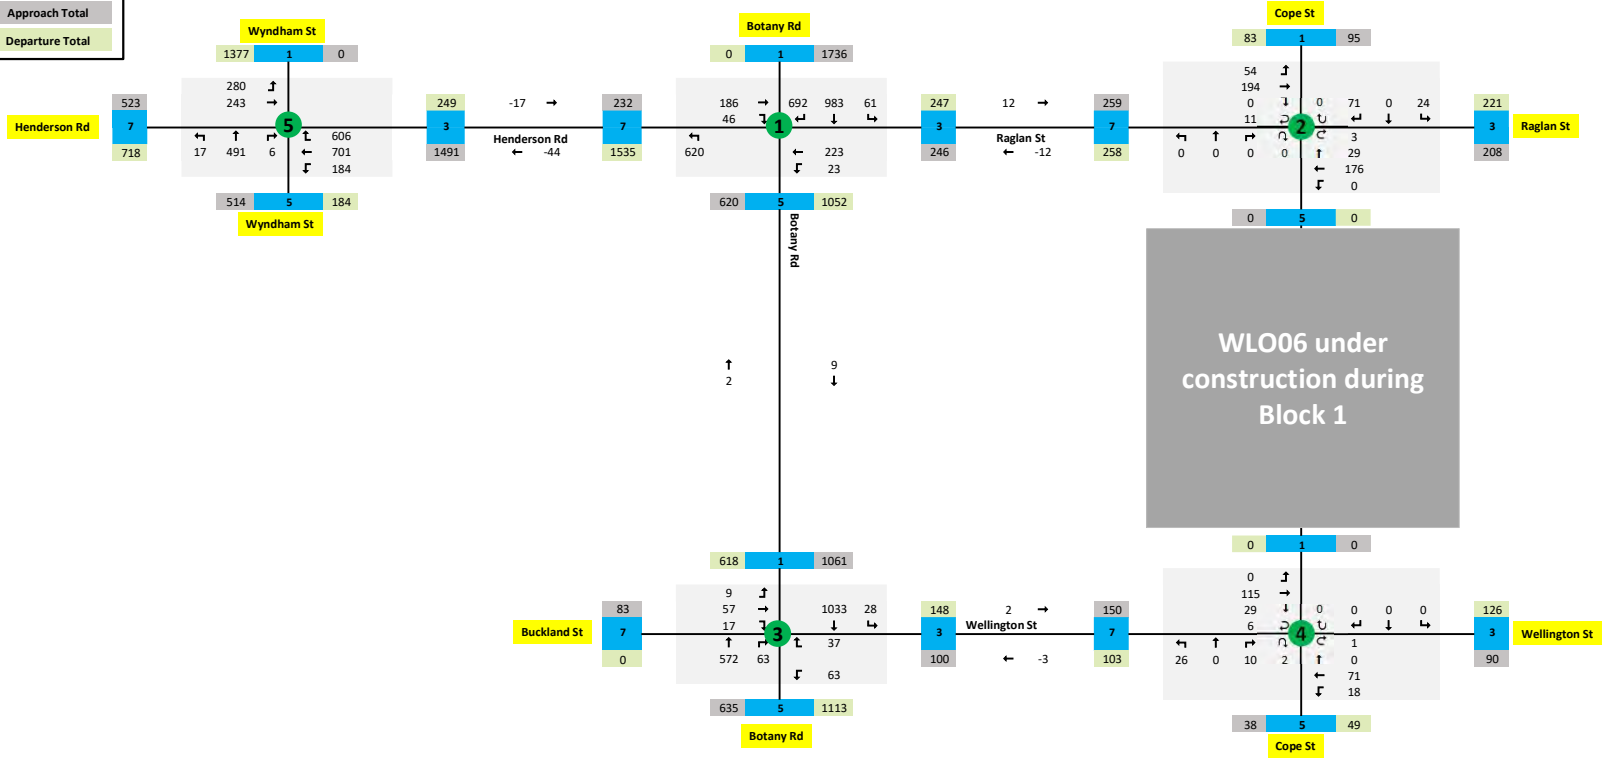 Approach Total
Departure Total
Wyndham St
Botany Rd
Cope St
1377 1 0
0 1 1736
83 1 95
280
243
523
7
718
Henderson Rd
5
17 491 6
606
701
184
249
3
1491
-17
Henderson Rd
-44
232
7
1535
186
46
692 983 61
1
620
223
23
247
3
246
12
Raglan St
-12
259
7
258
54
194
0
11
0 71 0 24
2
0 0 0 0
3
29
176
0
221
3
208
Raglan St
514 5 184
Wyndham St
620 5 1052
Botany Rd
0 5 0
WLO06 under
construction during
Block 1
2
9
618 1 1061
0 1 0
Buckland St
83
7
0
9
57
17
1033 28
3
572 63
37
63
148
3
100
2
Wellington St
-3
150
7
103
0
115
29
6
0 0 0 0
4
26 0 10 2
1
0
71
18
126
3
90
Wellington St
635 5 1113
Botany Rd
38 5 49
Cope St